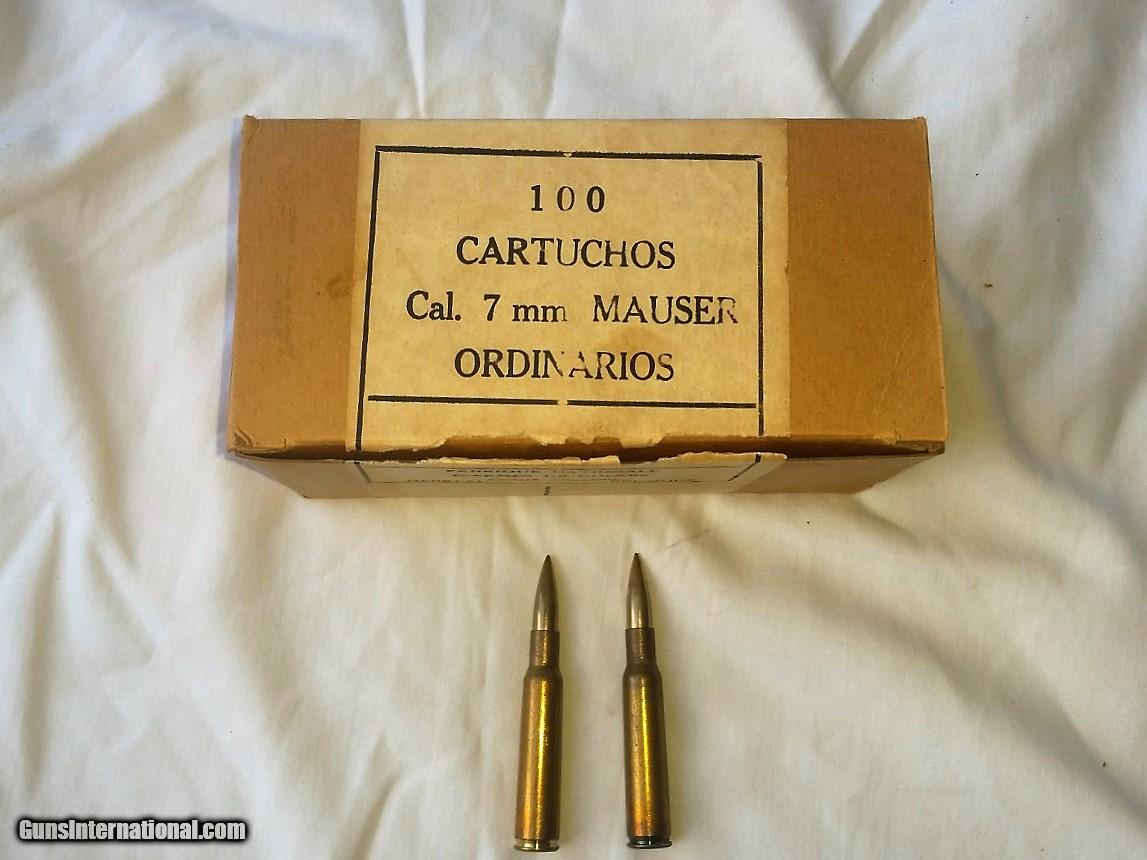 100
CARTUCHOS
Cal. 7 mm MAUSER
ORDINARIOS
GunsInternational.com